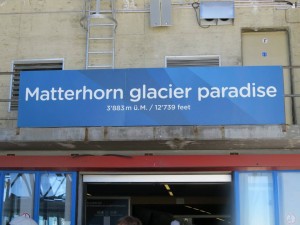 Matterhorn glacier paradise
3'883 m ü. M. / 12'739 feet